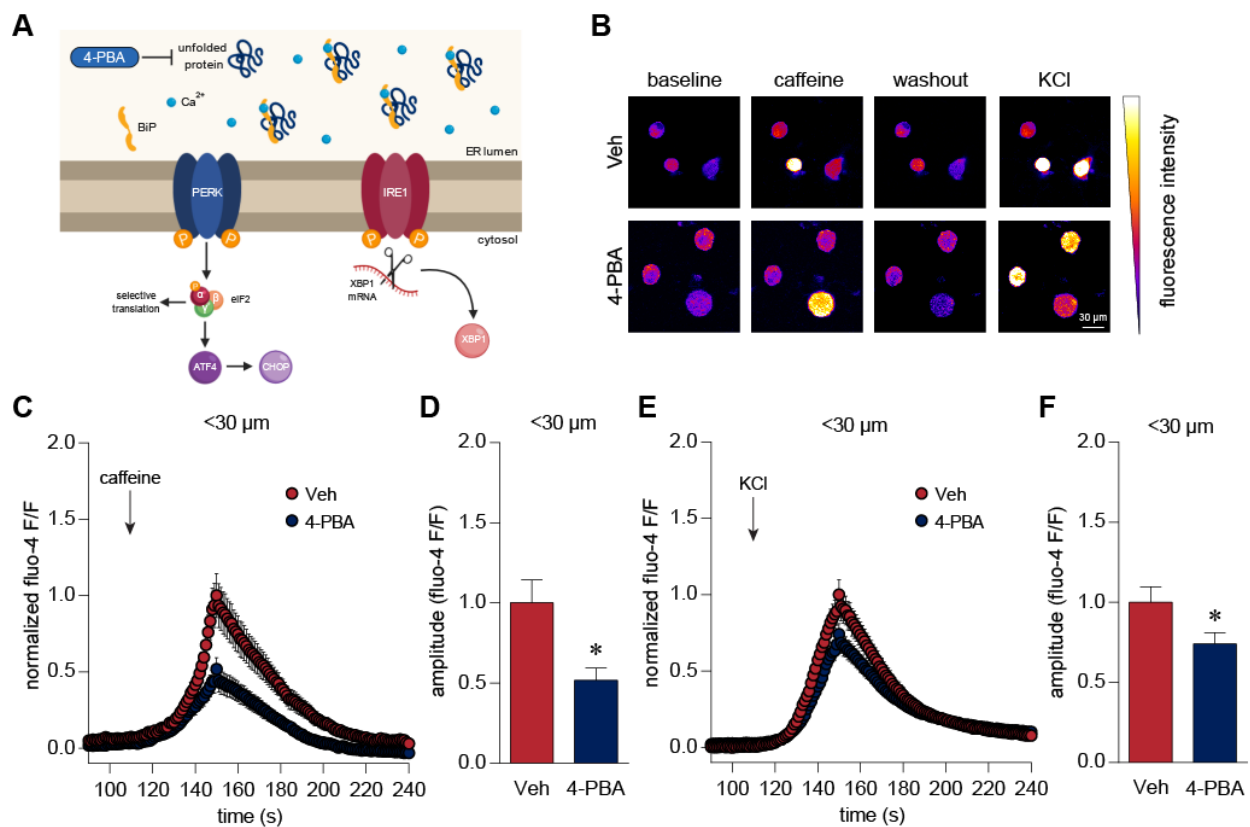 A
4-PBA
unfolded
protein
Ca2+
BiP
ER lumen
PERK
IRE1
P P
P P
cytosol
XBP1
mRNA
selective
translation
P
α
β
γ
eIF2
XBP1
ATF4
CHOP
B
baseline caffeine washout KCl
Veh
4-PBA
30 µm
fluorescence intensity
C
<30 µm
normalized fluo-4 F/F
2.0
1.5
1.0
0.5
0.0
caffeine
Veh
4-PBA
100 120 140 160 180 200 220 240
time (s)
D
<30 µm
amplitude (fluo-4 F/F)
2.0
1.5
1.0
0.5
0.0
*
Veh 4-PBA
E
<30 µm
normalized fluo-4 F/F
2.0
1.5
1.0
0.5
0.0
KCl
Veh
4-PBA
100 120 140 160 180 200 220 240
time (s)
F
<30 µm
amplitude (fluo-4 F/F)
2.0
1.5
1.0
0.5
0.0
*
Veh 4-PBA